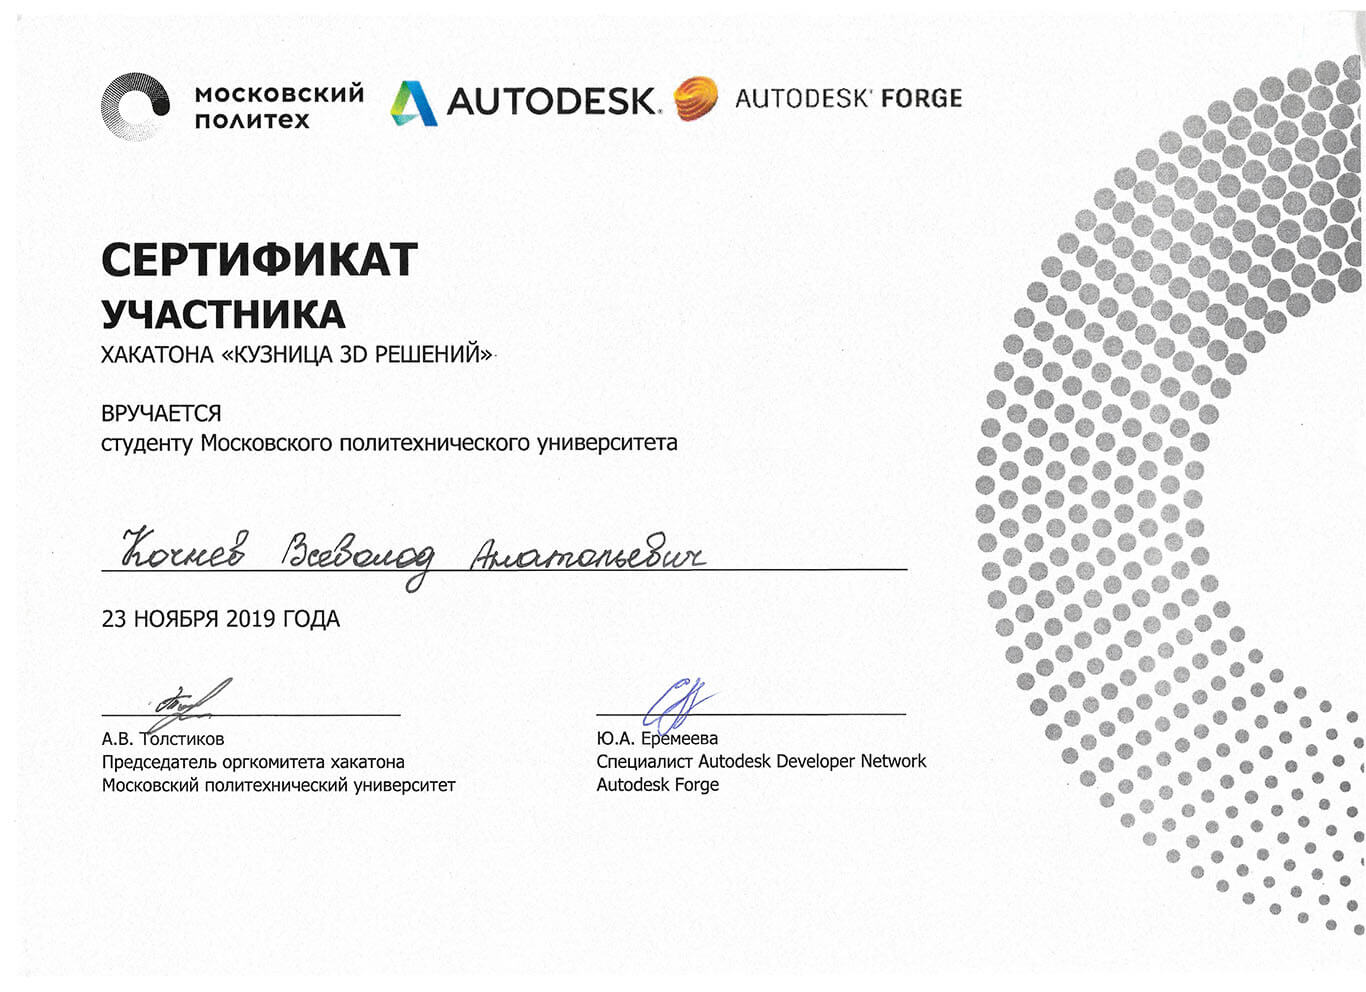 московский
политех
AUTODESK®
AUTODESK® FORGE
СЕРТИФИКАТ
УЧАСТНИКА
ХАКАТОНА «КУЗНИЦА 3D РЕШЕНИЙ»
ВРУЧАЕТСЯ
студенту Московского политехнического университета
Кочнев Всеволод Анатольевич
23 НОЯБРЯ 2019 ГОДА
А.В. Толстиков
Председатель оргкомитета хакатона
Московский политехнический университет
Ю.А. Еремеева
Специалист Autodesk Developer Network
Autodesk Forge